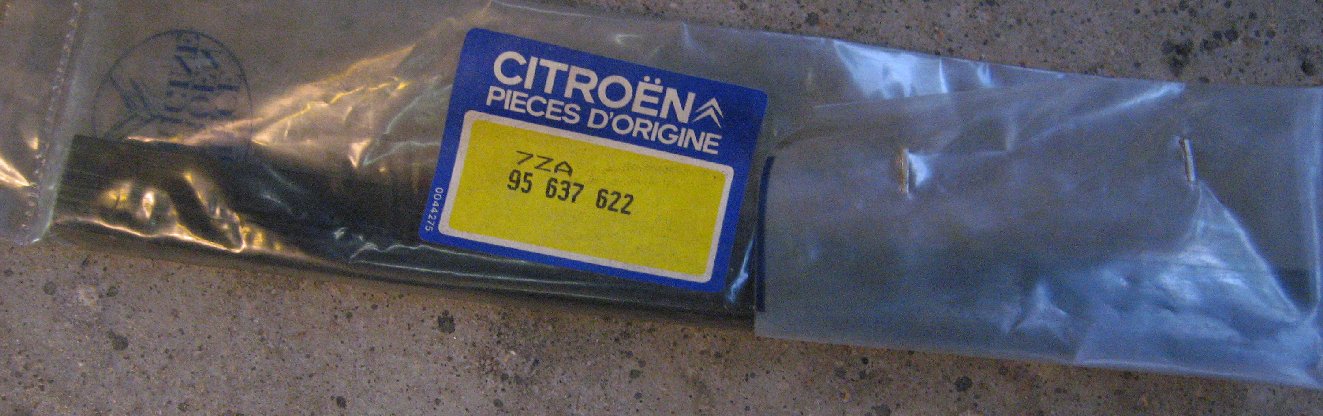 CITROËN
PIECES D'ORIGINE
7ZA
95 637 622
0044275